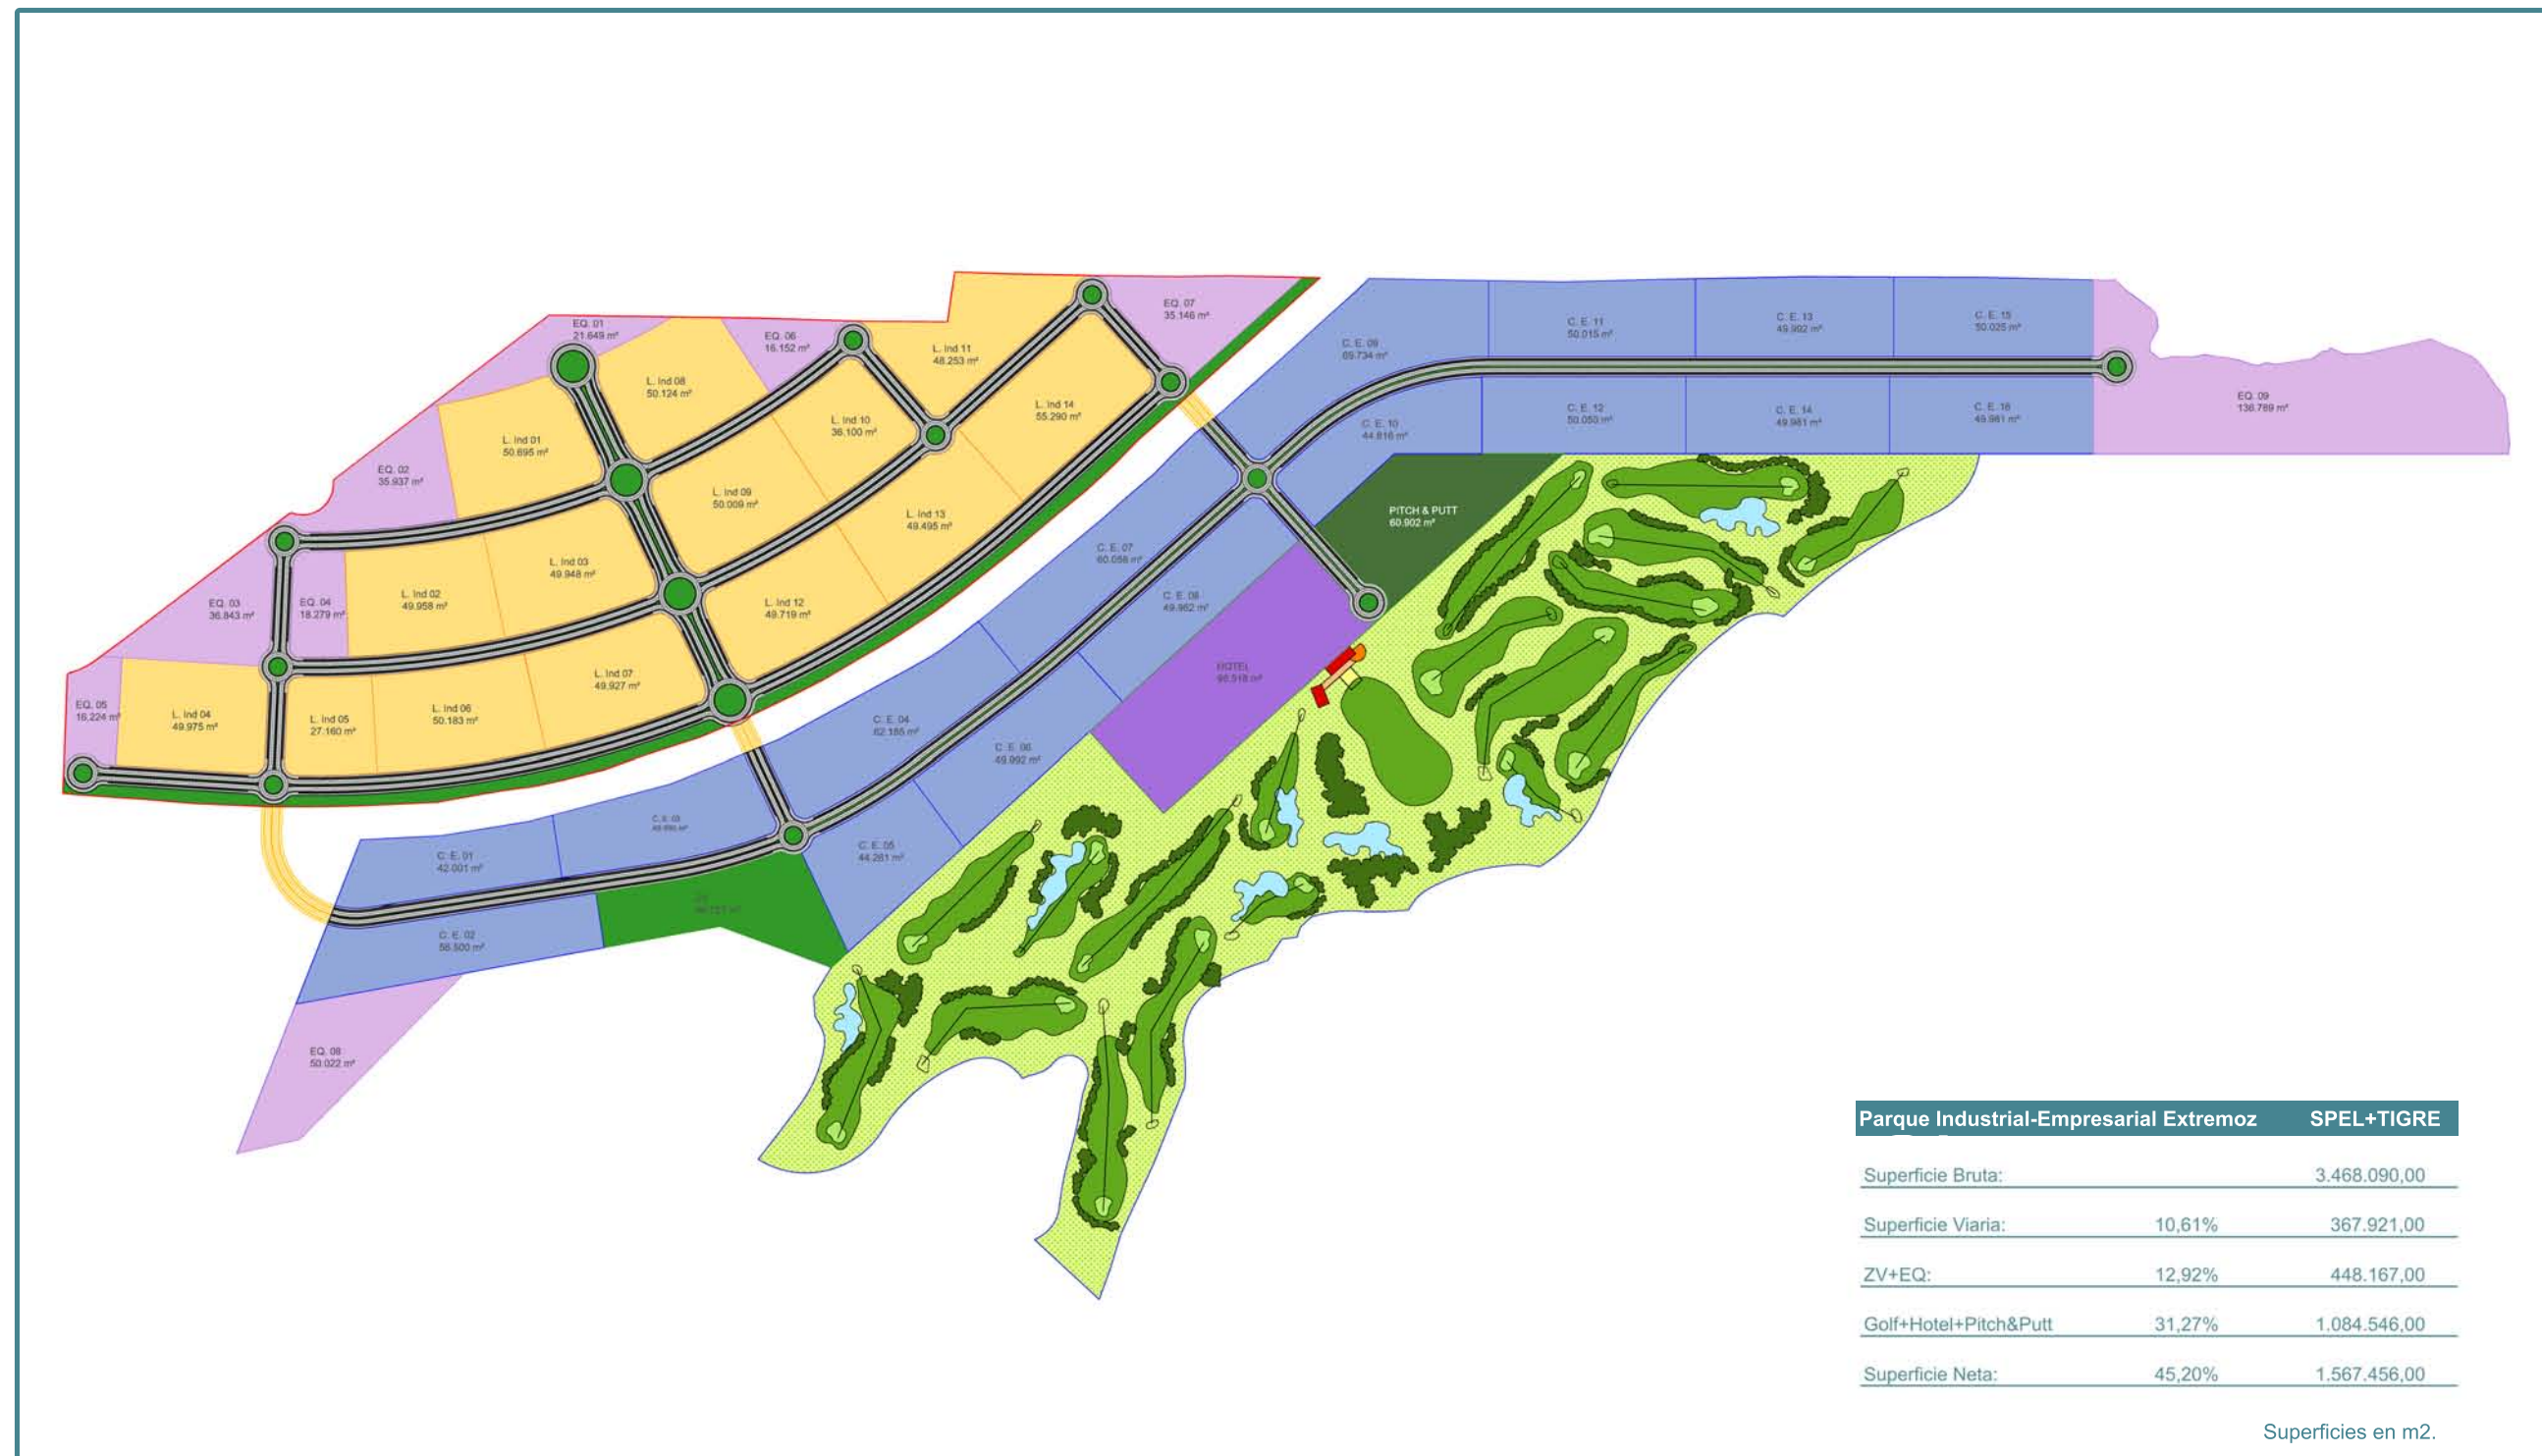 EQ. 01
21.649 m²
EQ. 06
16.152 m²
EQ. 07
35.146 m²
L. Ind 11
48.253 m²
L. Ind 08
50.124 m²
L. Ind 10
36.100 m²
L. Ind 14
55.290 m²
L. Ind 01
50.695 m²
EQ. 02
35.937 m²
L. Ind 09
50.009 m²
L. Ind 13
49.495 m²
L. Ind 03
49.948 m²
L. Ind 02
49.958 m²
EQ. 03
36.843 m²
EQ. 04
18.279 m²
L. Ind 12
49.719 m²
L. Ind 07
49.927 m²
EQ. 05
16.224 m²
L. Ind 04
49.975 m²
L. Ind 05
27.160 m²
L. Ind 06
50.183 m²
C. E. 09
69.734 m²
C. E. 11
50.015 m²
C. E. 13
49.992 m²
C. E. 15
50.025 m²
C. E. 10
44.816 m²
C. E. 12
50.050 m²
C. E. 14
49.981 m²
C. E. 16
49.981 m²
EQ. 09
136.789 m²
PITCH & PUTT
60.902 m²
C. E. 07
60.058 m²
C. E. 08
49.962 m²
HOTEL
C. E. 04
62.185 m²
C. E. 06
49.992 m²
C. E. 03
C. E. 05
44.281 m²
C. E. 01
42.001 m²
C. E. 02
56.500 m²
EQ. 08
50.022 m²
Parque Industrial-Empresarial Extremoz SPEL+TIGRE
Superficie Bruta: 3.468.090,00
Superficie Viaria: 10,61% 367.921,00
ZV+EQ: 12,92% 448.167,00
Golf+Hotel+Pitch&Putt 31,27% 1.084.546,00
Superficie Neta: 45,20% 1.567.456,00
Superficies en m2.